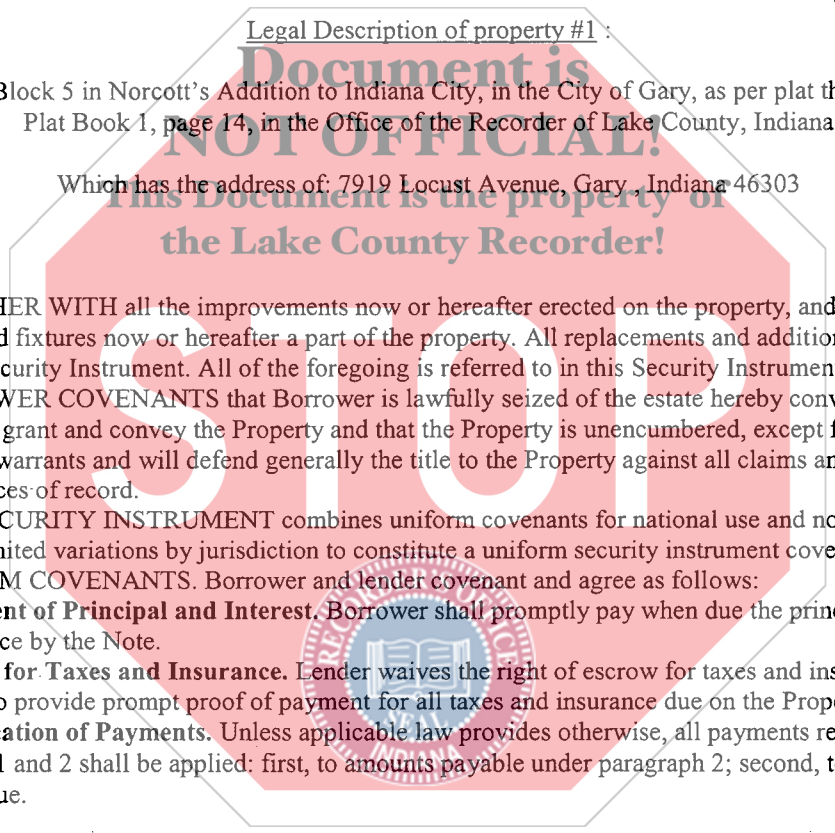 Legal Description of property #1 :
Document is
Block 5 in Norcott's Addition to Indiana City, in the City of Gary, as per plat th
Plat Book 1, page 14, in the Office of the Recorder of Lake County, Indiana
NOT OFFICIAL!
Which has the address of: 7919 Locust Avenue, Gary , Indiana 46303
This Document is the property of
the Lake County Recorder!
HER WITH all the improvements now or hereafter erected on the property, and
d fixtures now or hereafter a part of the property. All replacements and addition
curity Instrument. All of the foregoing is referred to in this Security Instrumen
WER COVENANTS that Borrower is lawfully seized of the estate hereby conv
grant and convey the Property and that the Property is unencumbered, except f
warrants and will defend generally the title to the Property against all claims an
ces of record.
STOP
CURITY INSTRUMENT combines uniform covenants for national use and no
nited variations by jurisdiction to constitute a uniform security instrument cove
M COVENANTS. Borrower and lender covenant and agree as follows:
ent of Principal and Interest. Borrower shall promptly pay when due the princ
ce by the Note.
for Taxes and Insurance. Lender waives the right of escrow for taxes and ins
o provide prompt proof of payment for all taxes and insurance due on the Prope
ation of Payments. Unless applicable law provides otherwise, all payments re
1 and 2 shall be applied: first, to amounts payable under paragraph 2; second, t
ue.
RECORDER'S OFFICE
SEAL
INDIANA